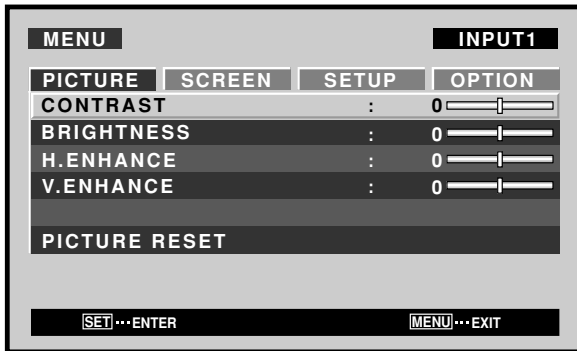 MENU INPUT1
PICTURE SCREEN SETUP OPTION
CONTRAST : 0
BRIGHTNESS : 0
H.ENHANCE : 0
V.ENHANCE : 0
PICTURE RESET
SET···ENTER MENU···EXIT